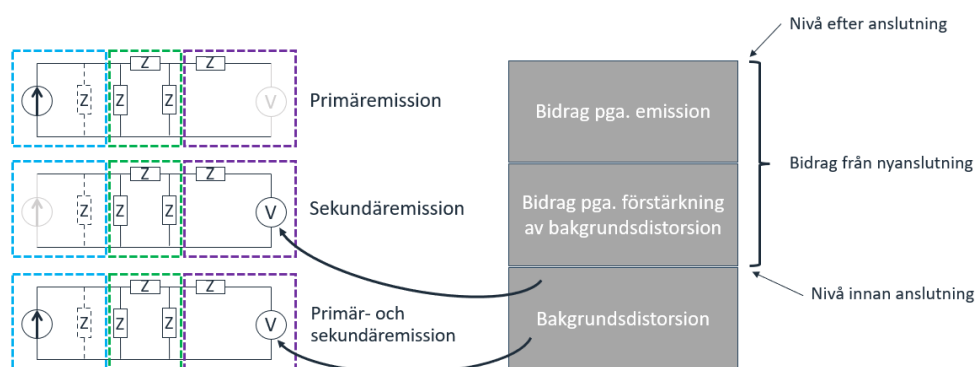 Nivå efter anslutning
Z
Z
Z
Z
Z
V
Primäremission
Bidrag pga. emission
Bidrag från nyanslutning
Z
Z
Z
Z
Z
V
Sekundäremission
Bidrag pga. förstärkning
av bakgrundsdistorsion
Nivå innan anslutning
Z
Z
Z
Z
Z
V
Primär- och
sekundäremission
Bakgrundsdistorsion